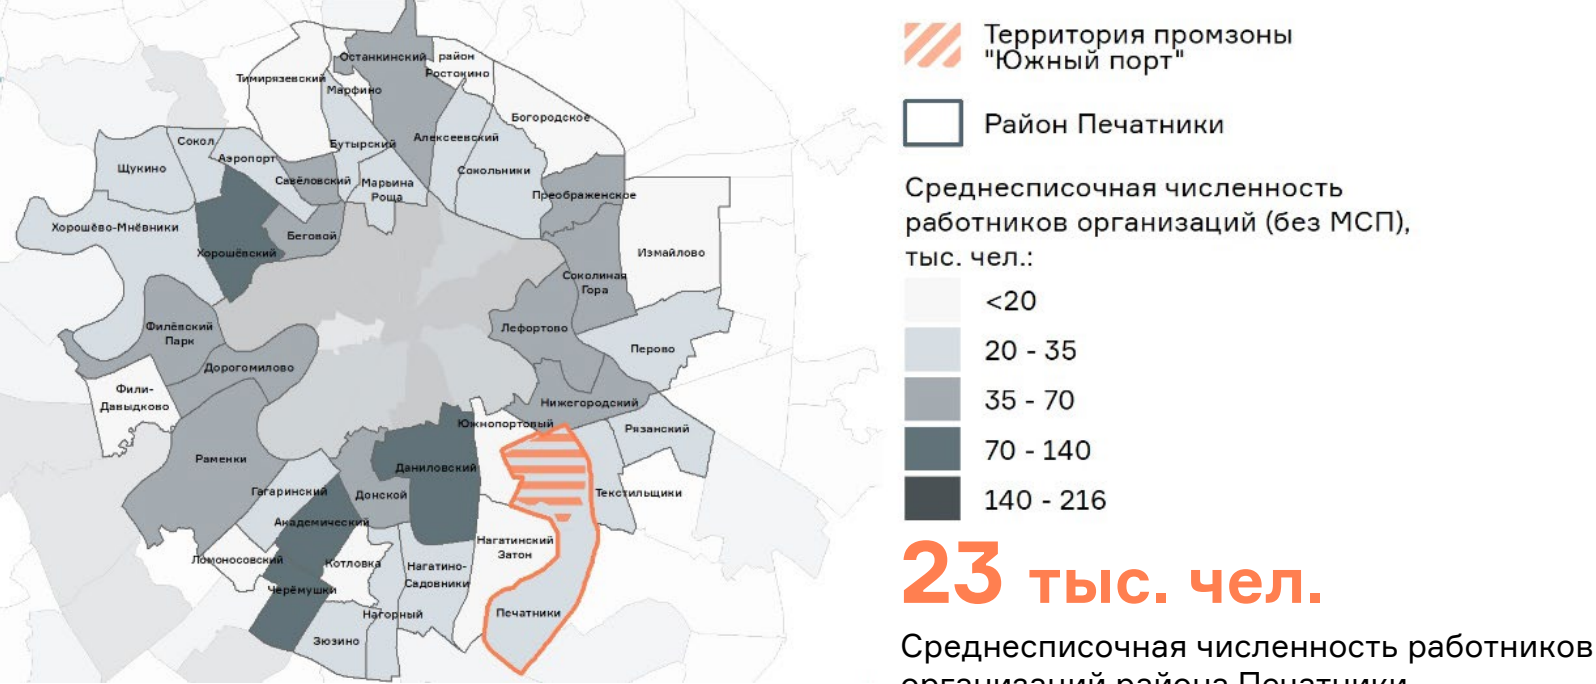 Останкинский
район
Ростокино
Тимирязевский
Марфино
Богородское
Сокол
Бутырский
Алексеевский
Аэропорт
Щукино
Сокольники
Савёловский
Марьина
Роща
Преображенское
Хорошёво-Мнёвники
Беговой
Хорошёвский
Измайлово
Соколиная
Гора
Филёвский
Парк
Лефортово
Перово
Дорогомилово
Фили-
Давыдково
Нижегородский
Южнопортовый
Рязанский
Раменки
Даниловский
Гагаринский
Донской
Текстильщики
Академический
Нагатинский
Затон
Ломоносовский
Котловка
Нагатино-
Садовники
Черёмушки
Нагорный
Печатники
Зюзино
Территория промзоны
"Южный порт"
Район Печатники
Среднесписочная численность
работников организаций (без МСП),
тыс. чел.:
<20
20 - 35
35 - 70
70 - 140
140 - 216
23 тыс. чел.
Среднесписочная численность работников
организаций района Печатники